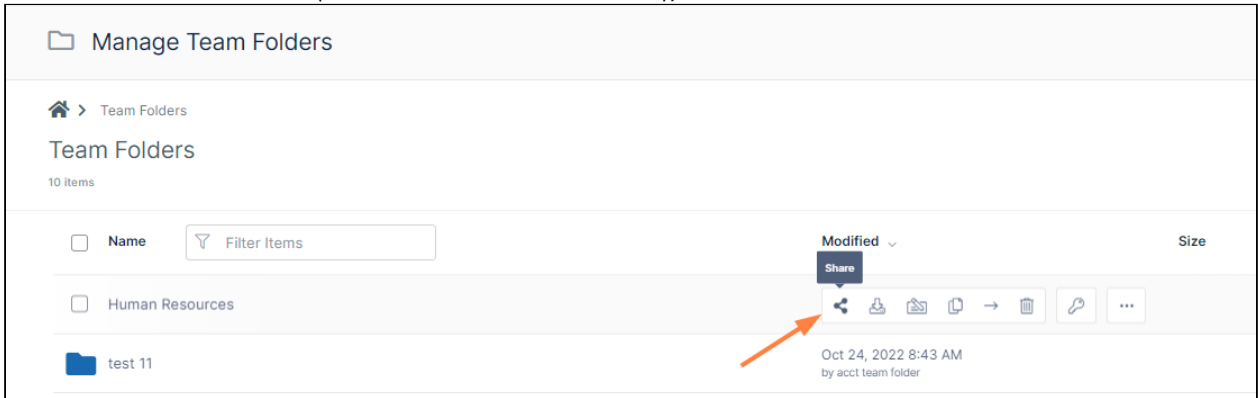 Manage Team Folders
Team Folders
Team Folders
10 items
Name Filter Items Modified Size
Share
Human Resources
test 11 Oct 24, 2022 8:43 AM
by acct team folder